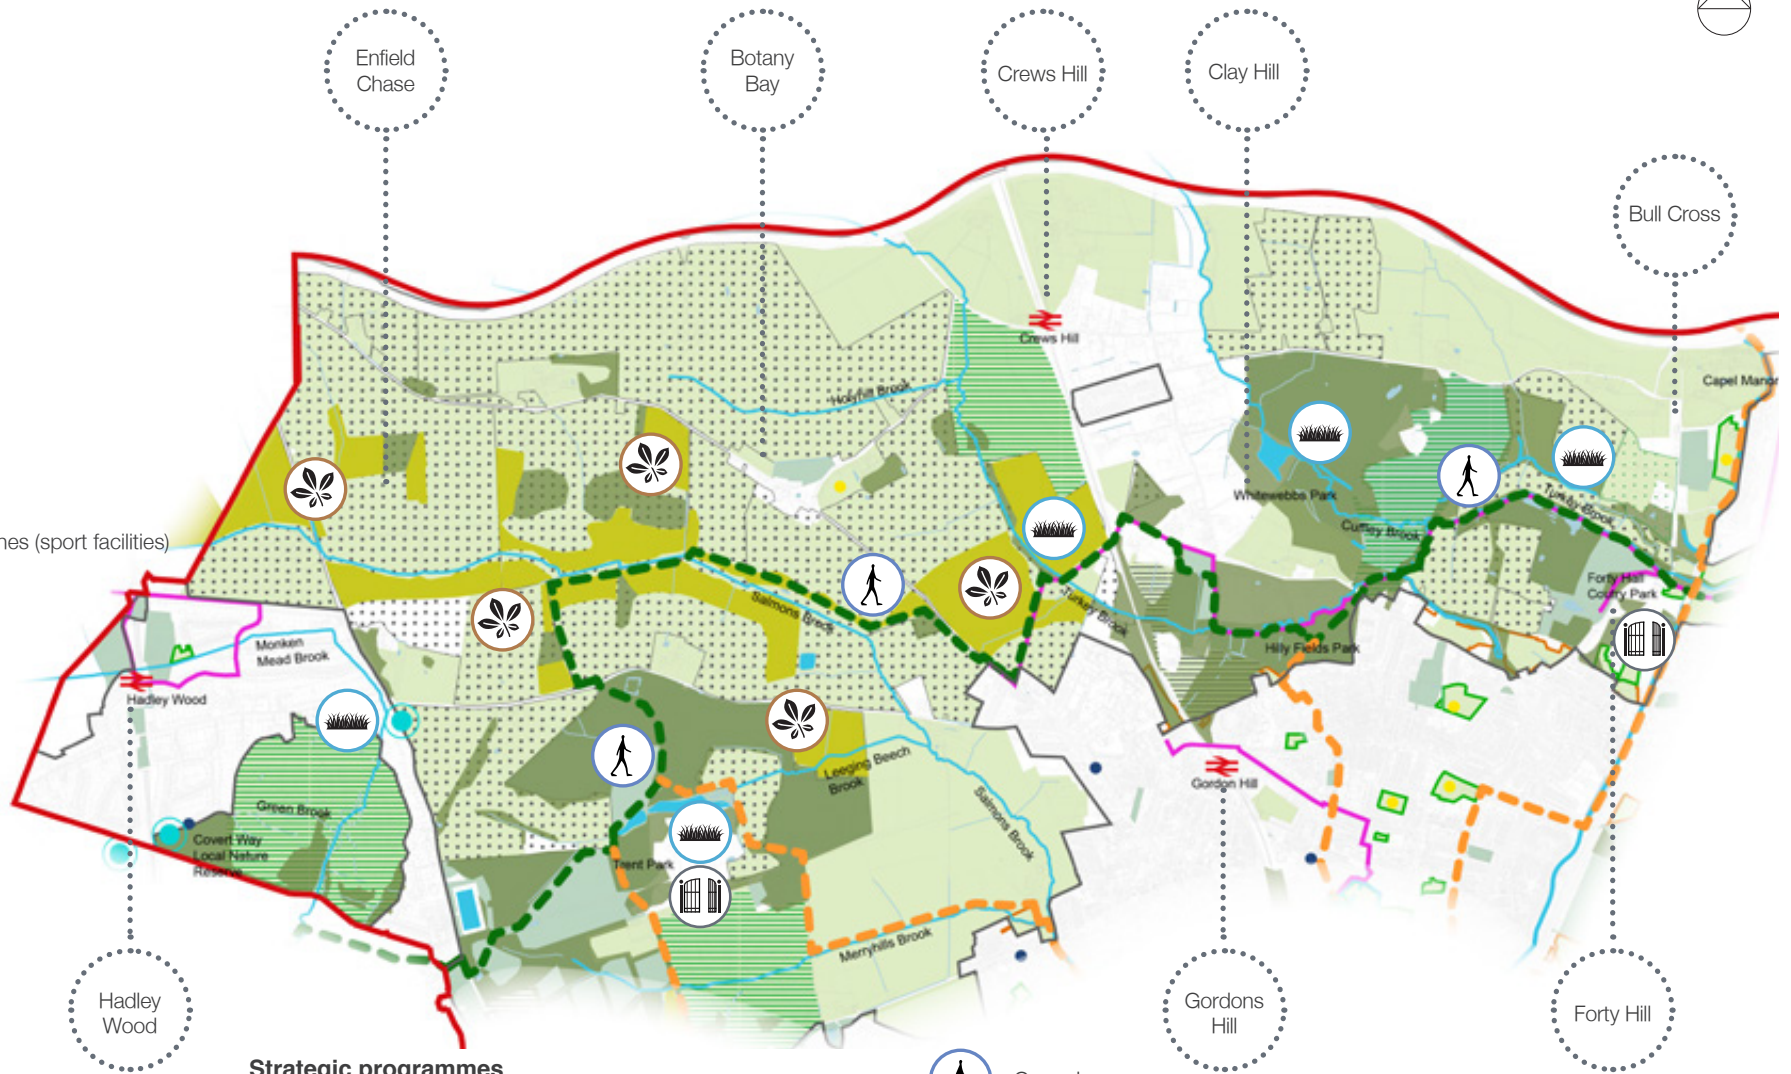 Enfield
Chase
Botany
Bay
Crews Hill
Clay Hill
Bull Cross
Crews Hill
Capel Manor
Holyhill Brook
Whitewebbs Park
Turkey Brook
Cuffley Brook
nes (sport facilities)
Forty Hall
Country Park
Salmons Brook
Turkey Brook
Monken
Mead Brook
Hilly Fields Park
Hadley Wood
Leeging Beech
Brook
Gordon Hill
Green Brook
Salmons Brook
Covert Way
Local Nature
Reserve
Trent Park
Merryhills Brook
Hadley
Wood
Gordons
Hill
Forty Hill
Strategic programmes